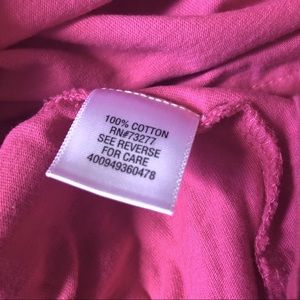 100% COTTON
RN#73277
SEE REVERSE
FOR CARE
400949360478